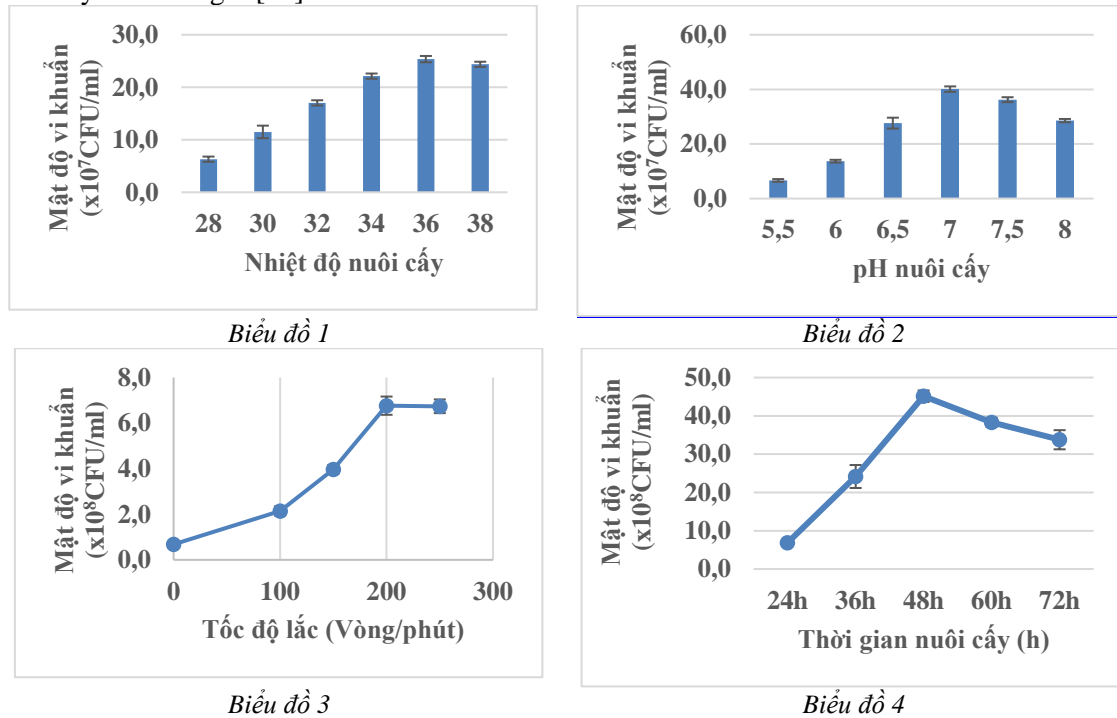 Mật độ vi khuẩn
(x10⁷CFU/ml)
30,0
20,0
10,0
0,0
28 30 32 34 36 38
Nhiệt độ nuôi cấy
Biểu đồ 1
Mật độ vi khuẩn
(x10⁷CFU/ml)
60,0
40,0
20,0
0,0
5,5 6 6,5 7 7,5 8
pH nuôi cấy
Biểu đồ 2
Mật độ vi khuẩn
(x10⁸CFU/ml)
8,0
6,0
4,0
2,0
0,0
0 100 200 300
Tốc độ lắc (Vòng/phút)
Biểu đồ 3
Mật độ vi khuẩn
(x10⁸CFU/ml)
50,0
40,0
30,0
20,0
10,0
0,0
24h 36h 48h 60h 72h
Thời gian nuôi cấy (h)
Biểu đồ 4